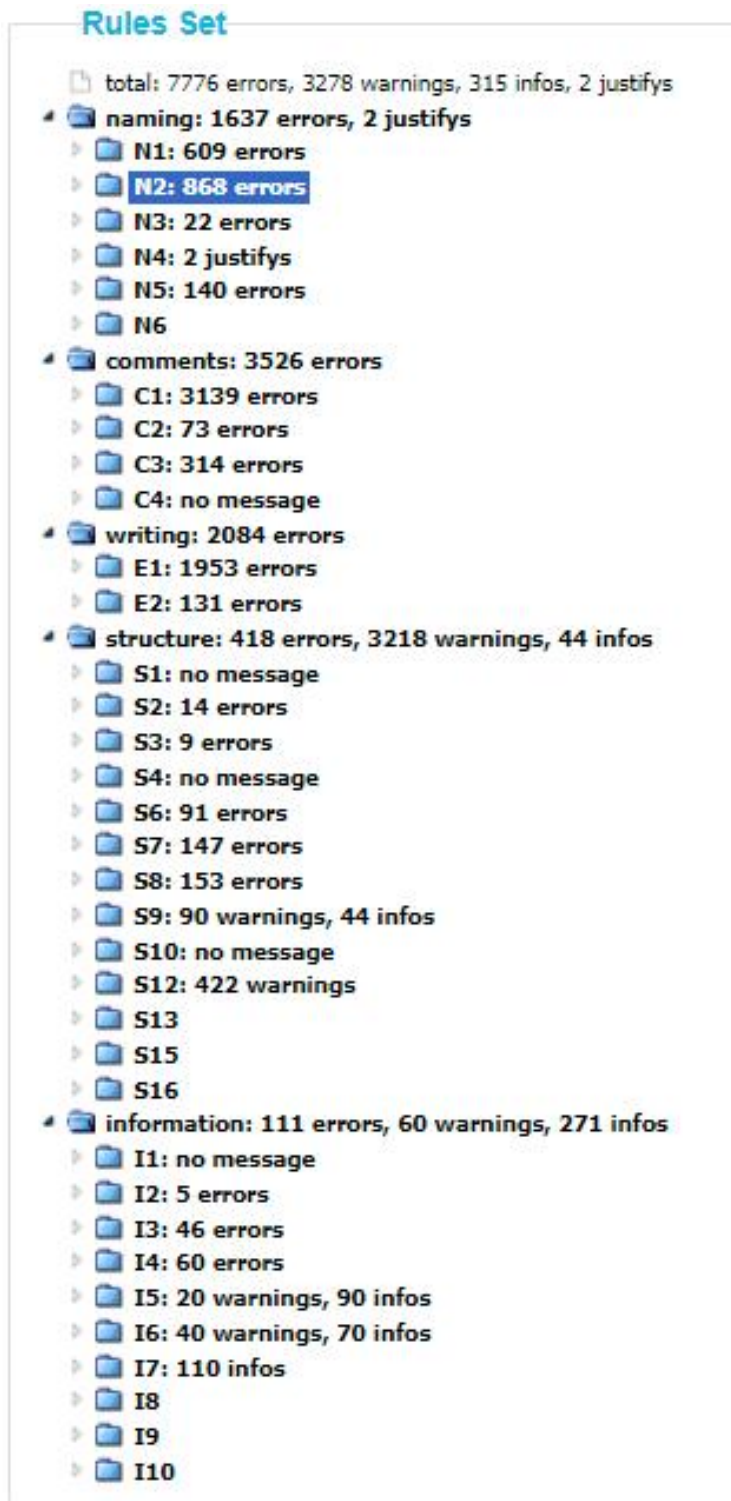 Rules Set
total: 7776 errors, 3278 warnings, 315 infos, 2 justifys
naming: 1637 errors, 2 justifys
N1: 609 errors
N2: 868 errors
N3: 22 errors
N4: 2 justifys
N5: 140 errors
N6
comments: 3526 errors
C1: 3139 errors
C2: 73 errors
C3: 314 errors
C4: no message
writing: 2084 errors
E1: 1953 errors
E2: 131 errors
structure: 418 errors, 3218 warnings, 44 infos
S1: no message
S2: 14 errors
S3: 9 errors
S4: no message
S6: 91 errors
S7: 147 errors
S8: 153 errors
S9: 90 warnings, 44 infos
S10: no message
S12: 422 warnings
S13
S15
S16
information: 111 errors, 60 warnings, 271 infos
I1: no message
I2: 5 errors
I3: 46 errors
I4: 60 errors
I5: 20 warnings, 90 infos
I6: 40 warnings, 70 infos
I7: 110 infos
I8
I9
I10